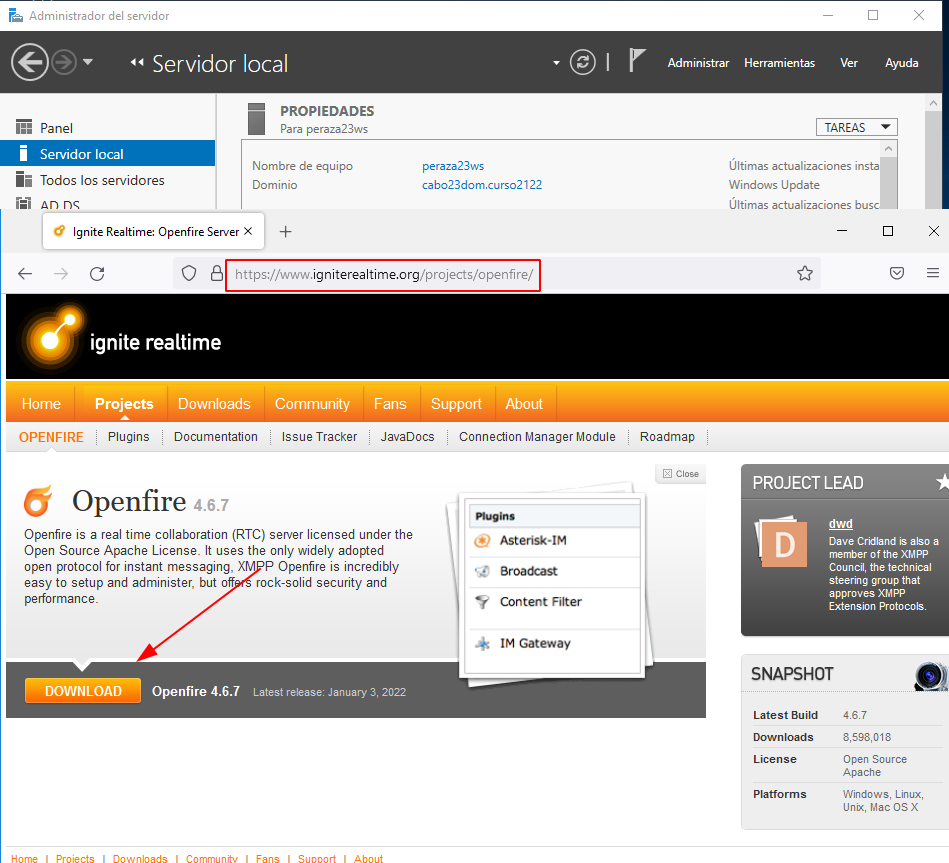 Administrador del servidor
Servidor local
Administrar Herramientas Ver Ayuda
Panel
Servidor local
Todos los servidores
AD DS
PROPIEDADES
Para peraza23ws
TAREAS
Nombre de equipo peraza23ws Últimas actualizaciones insta
Dominio cabo23dom.curso2122 Windows Update
Últimas actualizaciones busc
Ignite Realtime: Openfire Server
https://www.igniterealtime.org/projects/openfire/
ignite realtime
Home Projects Downloads Community Fans Support About
OPENFIRE Plugins Documentation Issue Tracker JavaDocs Connection Manager Module Roadmap
Close
Openfire 4.6.7
Openfire is a real time collaboration (RTC) server licensed under the
Open Source Apache License. It uses the only widely adopted
open protocol for instant messaging, XMPP Openfire is incredibly
easy to setup and administer, but offers rock-solid security and
performance.
Plugins
Asterisk-IM
Broadcast
Content Filter
IM Gateway
DOWNLOAD Openfire 4.6.7 Latest release: January 3, 2022
PROJECT LEAD
D
dwd
Dave Cridland is also a
member of the XMPP
Council, the technical
steering group that
approves XMPP
Extension Protocols.
SNAPSHOT
Latest Build 4.6.7
Downloads 8,598,018
License Open Source
Apache
Platforms Windows, Linux,
Unix, Mac OS X
Home | Projects | Downloads | Community | Fans | Support | About